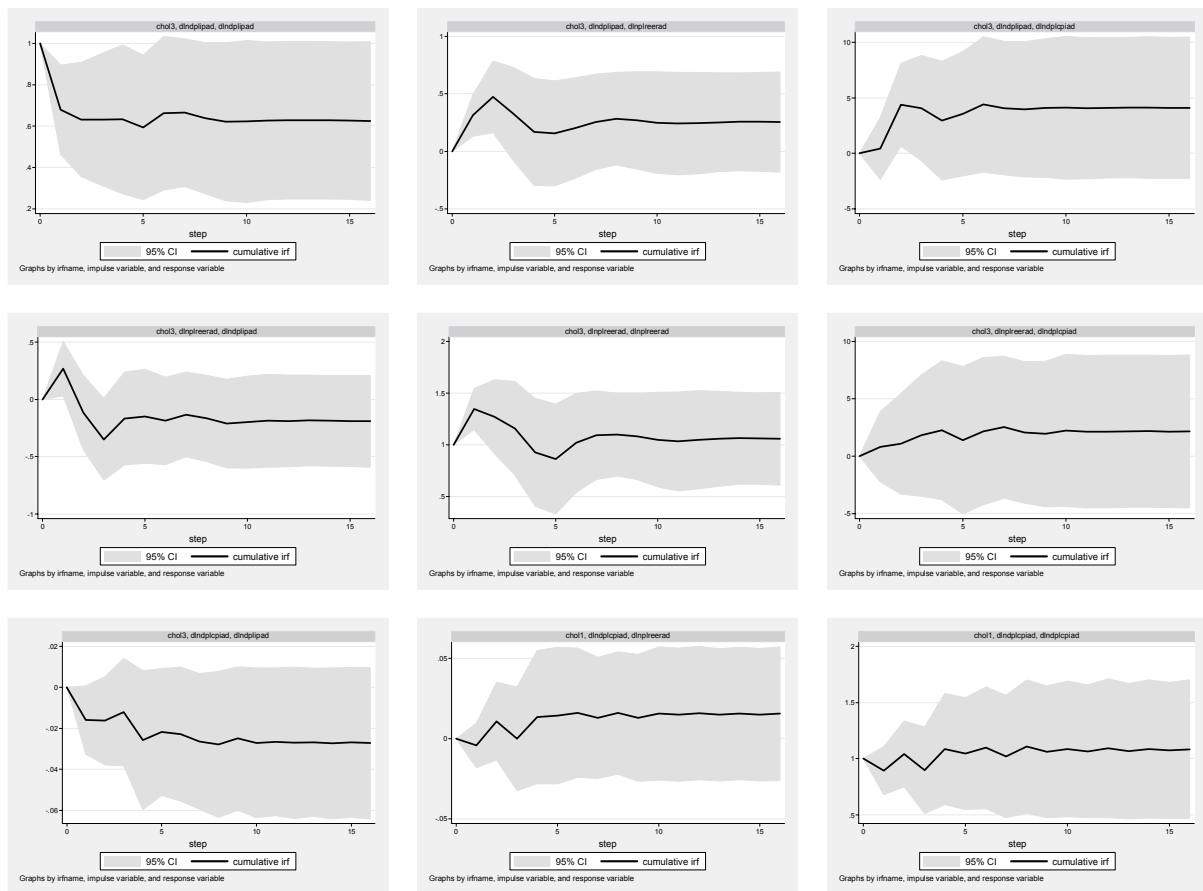 chol3, dlndplipad, dlndplipad
1
.8
.6
.4
.2
0 5 10 15
step
95% CI cumulative irf
Graphs by irfname, impulse variable, and response variable
chol3, dlndplipad, dlnplreerad
1
.5
0
-.5
0 5 10 15
step
95% CI cumulative irf
Graphs by irfname, impulse variable, and response variable
chol3, dlndplipad, dlndplcpiad
10
5
0
-5
0 5 10 15
step
95% CI cumulative irf
Graphs by irfname, impulse variable, and response variable
chol3, dlnplreerad, dlndplipad
.5
0
-.5
-1
0 5 10 15
step
95% CI cumulative irf
Graphs by irfname, impulse variable, and response variable
chol3, dlnplreerad, dlnplreerad
2
1.5
1
.5
0 5 10 15
step
95% CI cumulative irf
Graphs by irfname, impulse variable, and response variable
chol3, dlnplreerad, dlndplcpiad
10
5
0
-5
0 5 10 15
step
95% CI cumulative irf
Graphs by irfname, impulse variable, and response variable
chol3, dlndplcpiad, dlndplipad
.02
0
-.02
-.04
-.06
0 5 10 15
step
95% CI cumulative irf
Graphs by irfname, impulse variable, and response variable
chol1, dlndplcpiad, dlnplreerad
.05
0
-.05
0 5 10 15
step
95% CI cumulative irf
Graphs by irfname, impulse variable, and response variable
chol1, dlndplcpiad, dlndplcpiad
2
1.5
1
.5
0 5 10 15
step
95% CI cumulative irf
Graphs by irfname, impulse variable, and response variable